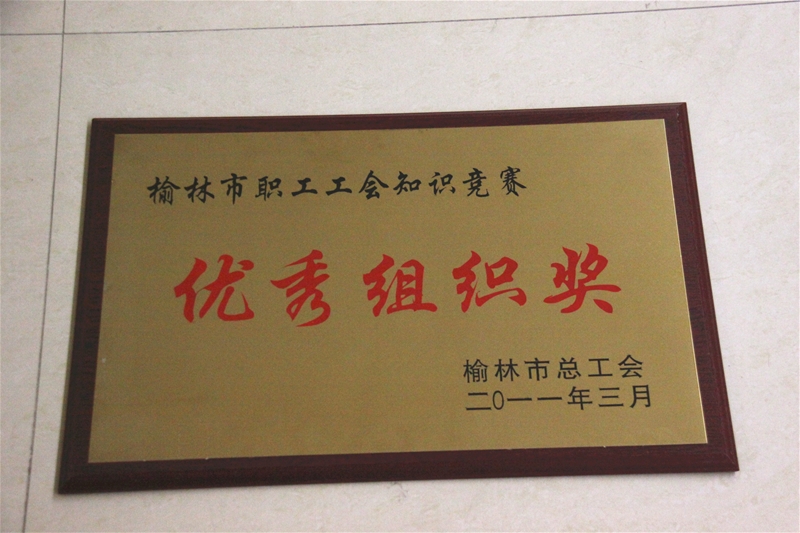 榆林市职工工会知识竞赛
优秀组织奖
榆林市总工会
二〇一一年三月